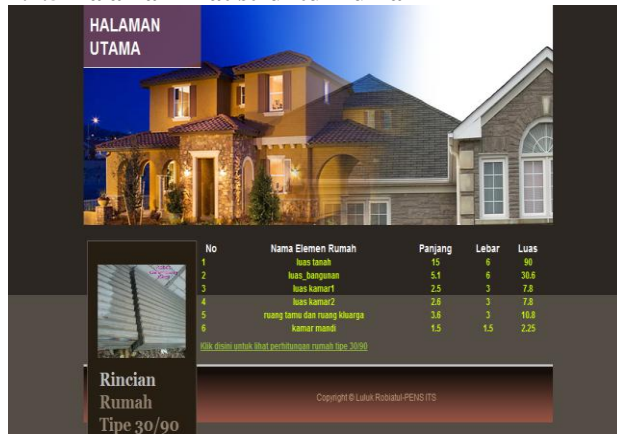 HALAMAN
UTAMA
No Nama Elemen Rumah Panjang Lebar Luas
1 luas tanah 15 6 90
2 luas_bangunan 5.1 6 30.6
3 luas kamar1 2.5 3 7.8
4 luas kamar2 2.6 3 7.8
5 ruang tamu dan ruang kluarga 3.6 3 10.8
6 kamar mandi 1.5 1.5 2.25
Klik disini untuk lihat perhitungan rumah tipe 30/90
Rincian
Rumah
Tipe 30/90
Copyright © Luluk Robiatul-PENS ITS